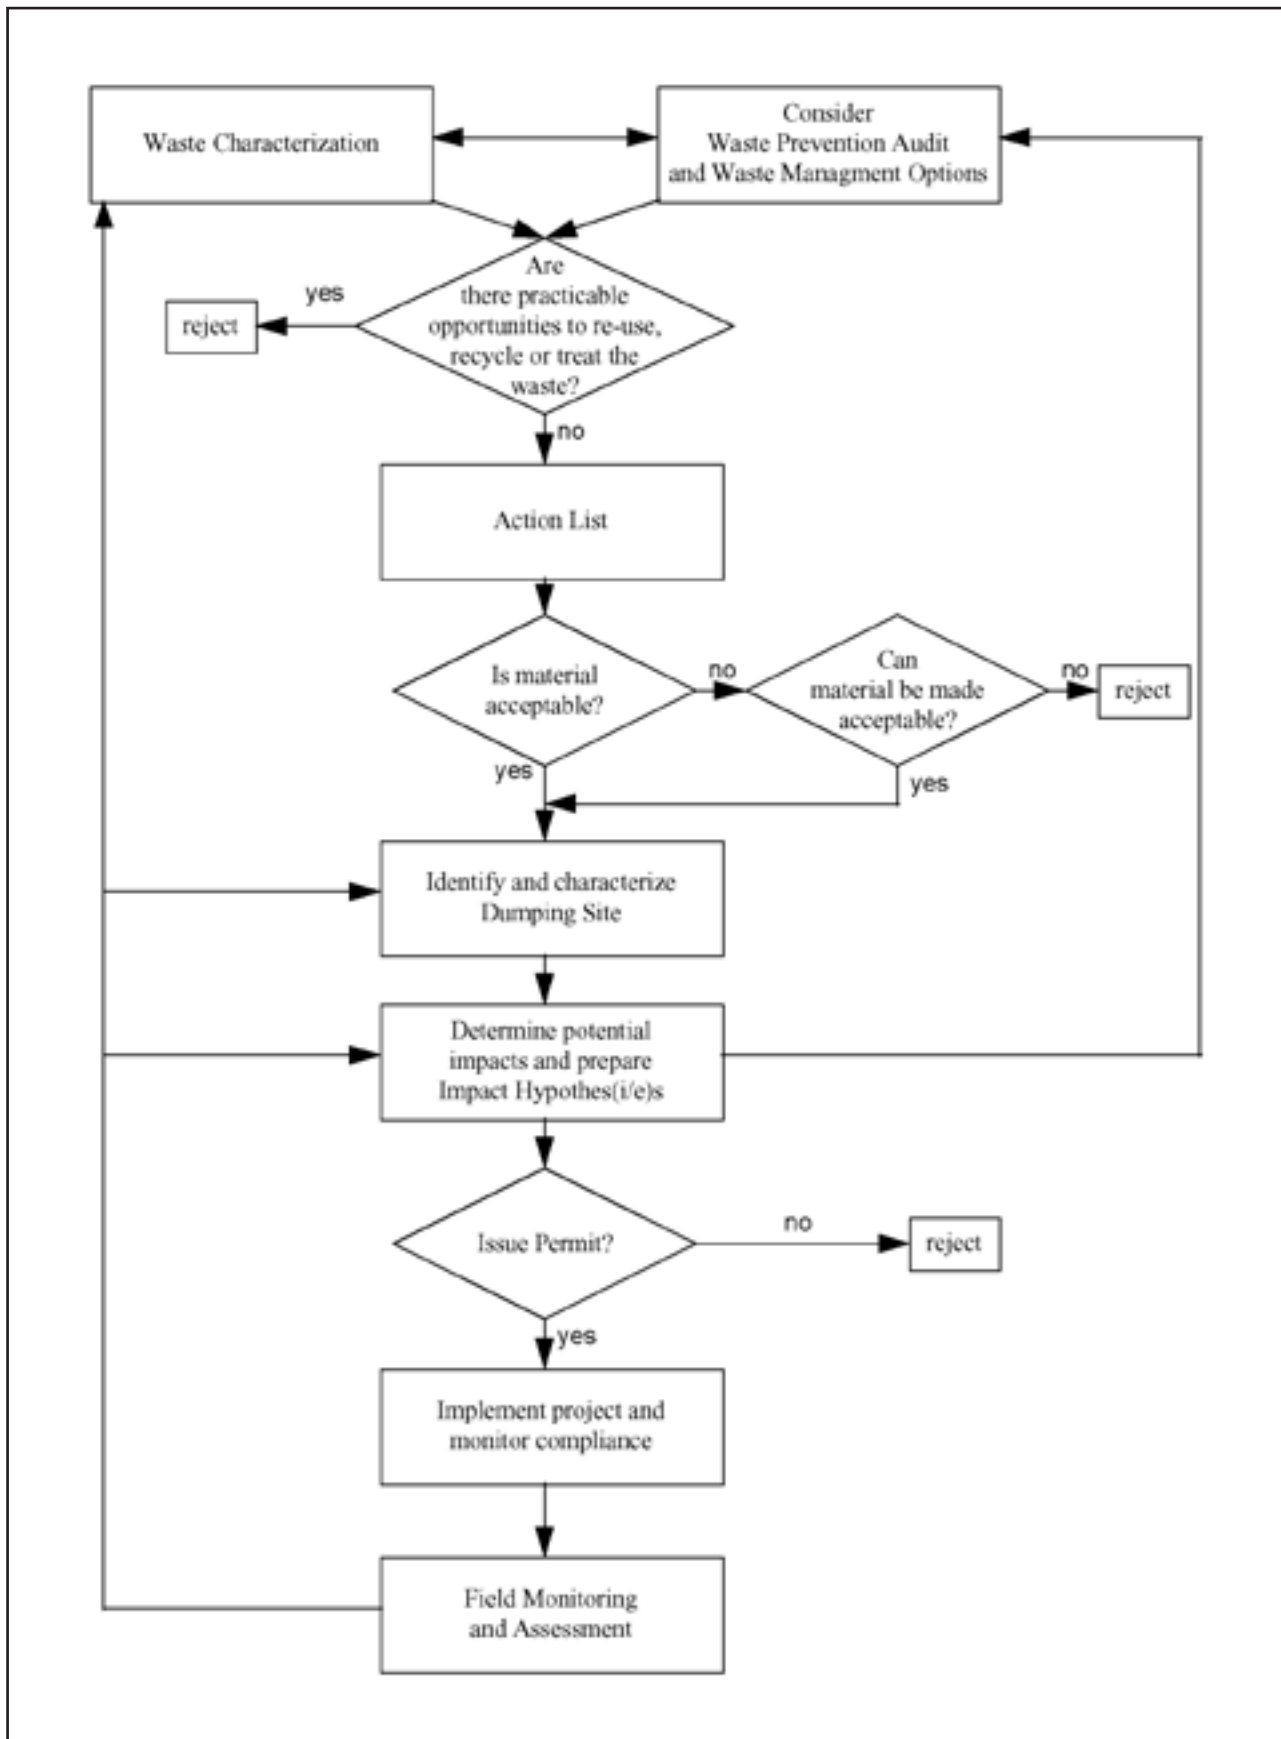 Waste Characterization
Consider
Waste Prevention Audit
and Waste Managment Options
Are
there practicable
opportunities to re-use,
recycle or treat the
waste?
yes
reject
no
Action List
Is material
acceptable?
no
Can
material be made
acceptable?
no
reject
yes
yes
Identify and characterize
Dumping Site
Determine potential
impacts and prepare
Impact Hypothes(i/e)s
Issue Permit?
no
reject
yes
Implement project and
monitor compliance
Field Monitoring
and Assessment